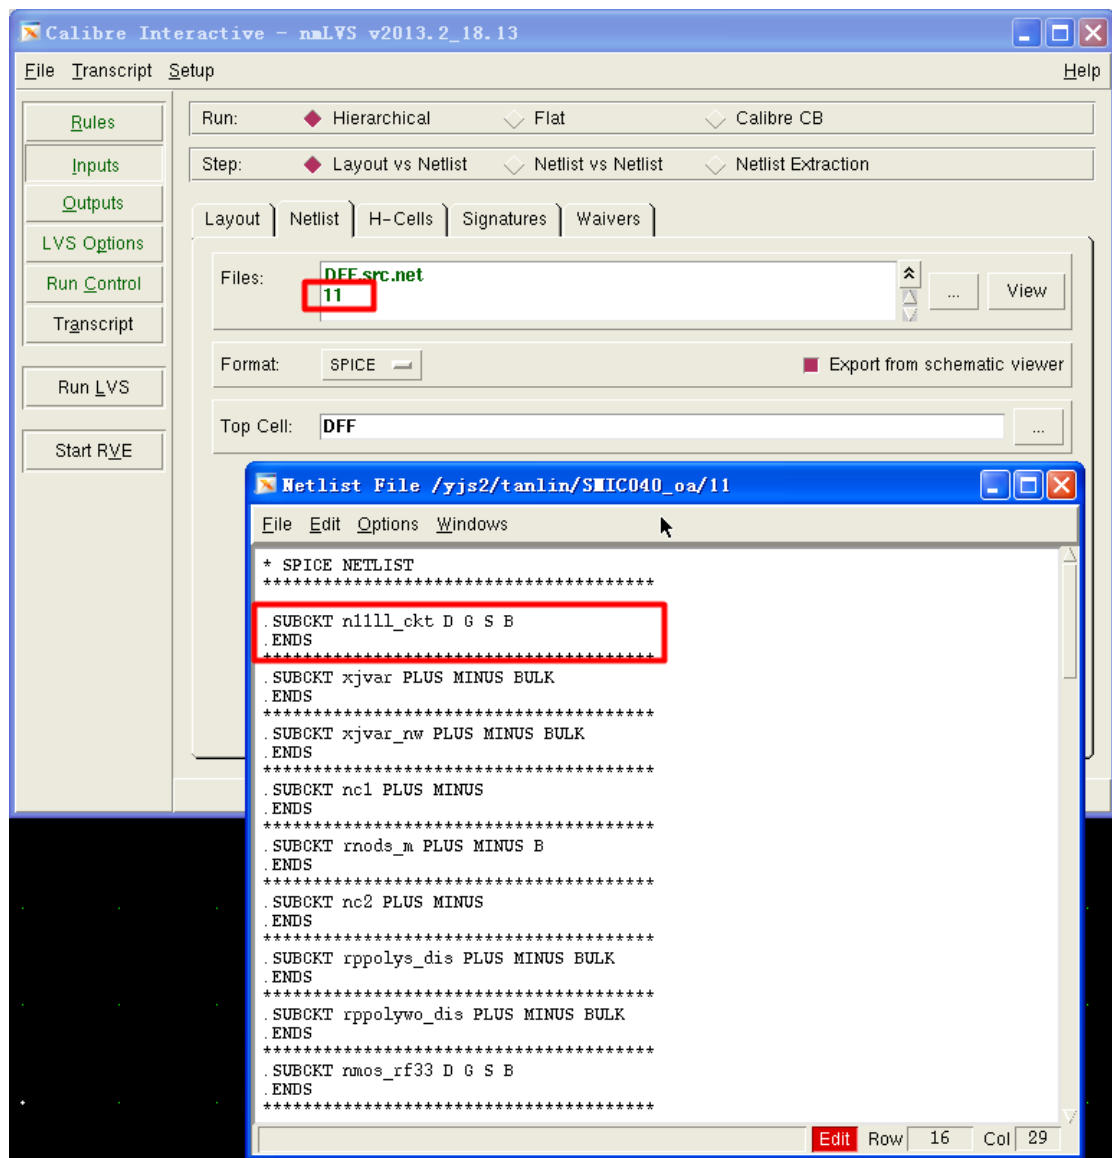 Calibre Interactive - nmLVS v2013.2_18.13
File Transcript Setup Help
Rules
Inputs
Outputs
LVS Options
Run Control
Transcript
Run LVS
Start RVE
Run: Hierarchical Flat Calibre CB
Step: Layout vs Netlist Netlist vs Netlist Netlist Extraction
Layout Netlist H-Cells Signatures Waivers
Files: DFF.src.net
11
... View
Format: SPICE Export from schematic viewer
Top Cell: DFF ...
Netlist File /yjs2/tanlin/SMIC040_oa/11
File Edit Options Windows
* SPICE NETLIST
***************************************
.SUBCKT n11ll_ckt D G S B
.ENDS
***************************************
.SUBCKT xjvar PLUS MINUS BULK
.ENDS
***************************************
.SUBCKT xjvar_nw PLUS MINUS BULK
.ENDS
***************************************
.SUBCKT nc1 PLUS MINUS
.ENDS
***************************************
.SUBCKT rnods_m PLUS MINUS B
.ENDS
***************************************
.SUBCKT nc2 PLUS MINUS
.ENDS
***************************************
.SUBCKT rppolys_dis PLUS MINUS BULK
.ENDS
***************************************
.SUBCKT rppolywo_dis PLUS MINUS BULK
.ENDS
***************************************
.SUBCKT nmos_rf33 D G S B
.ENDS
***************************************
Edit Row 16 Col 29